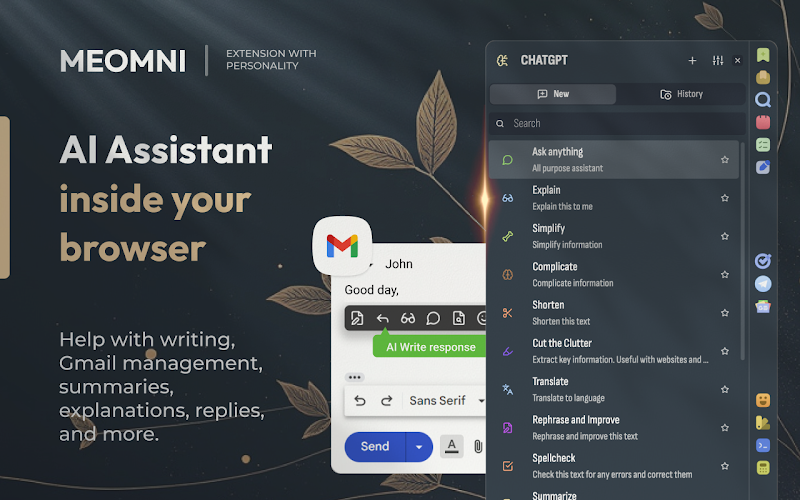 MEOMNI
EXTENSION WITH
PERSONALITY
AI Assistant
inside your
browser
Help with writing,
Gmail management,
summaries,
explanations, replies,
and more.
John
Good day,
AI Write response
Sans Serif
Send
A
CHATGPT
New
History
Search
Ask anything
All purpose assistant
Explain
Explain this to me
Simplify
Simplify information
Complicate
Complicate information
Shorten
Shorten this text
Cut the Clutter
Extract key information. Useful with websites and ...
Translate
Translate to language
Rephrase and Improve
Rephrase and improve this text
Spellcheck
Check this text for any errors and correct them
Summarize